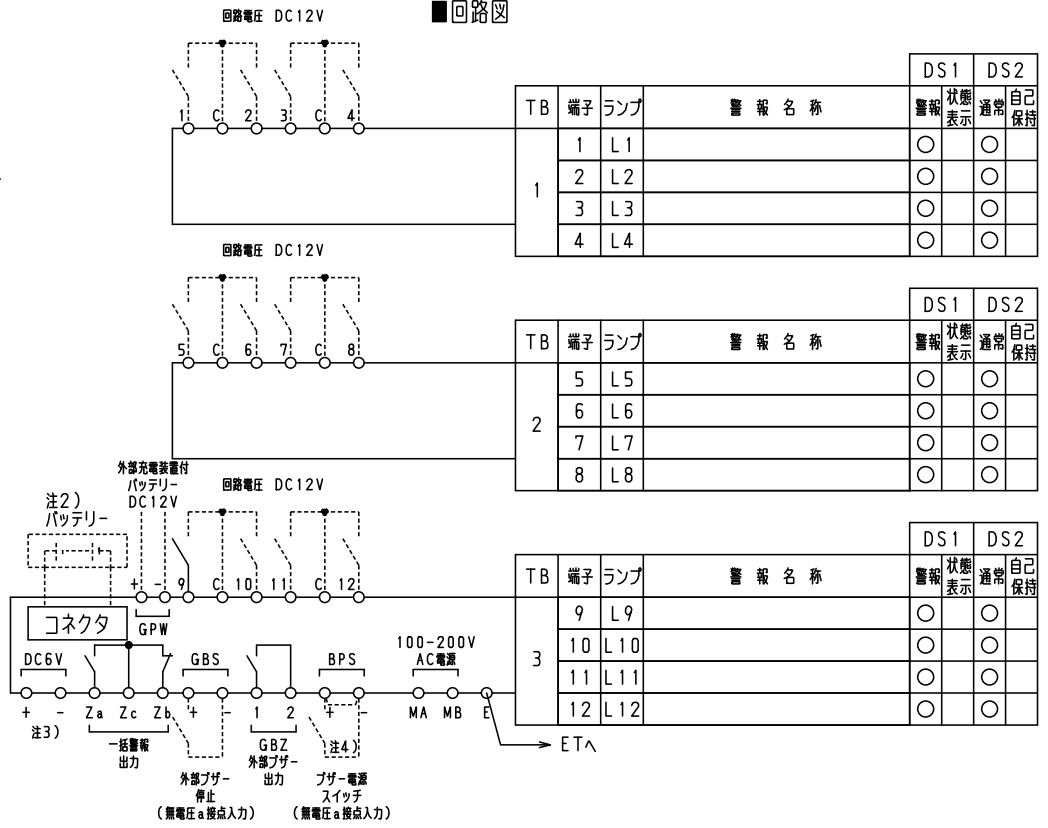 ■回路図
回路電圧 DC12V
1 C 2 3 C 4
DS1 DS2
TB 端子 ランプ 警報名称 警報 状態表示 通常 自己保持
1
1 L1 ○ ○
2 L2 ○ ○
3 L3 ○ ○
4 L4 ○ ○
回路電圧 DC12V
5 C 6 7 C 8
DS1 DS2
TB 端子 ランプ 警報名称 警報 状態表示 通常 自己保持
2
5 L5 ○ ○
6 L6 ○ ○
7 L7 ○ ○
8 L8 ○ ○
外部充電装置付
バッテリー
DC12V
注2)
バッテリー
回路電圧 DC12V
+ - 9 C 10 11 C 12
コネクタ
GPW
DS1 DS2
TB 端子 ランプ 警報名称 警報 状態表示 通常 自己保持
3
9 L9 ○ ○
10 L10 ○ ○
11 L11 ○ ○
12 L12 ○ ○
DC6V
GBS
BPS
100-200V
AC電源
+ - Za Zc Zb + - 1 2 + - MA MB E
注3)
一括警報
出力
外部ブザー
停止
(無電圧a接点入力)
GBZ
外部ブザー
出力
注4)
ブザー電源
スイッチ
(無電圧a接点入力)
ETへ